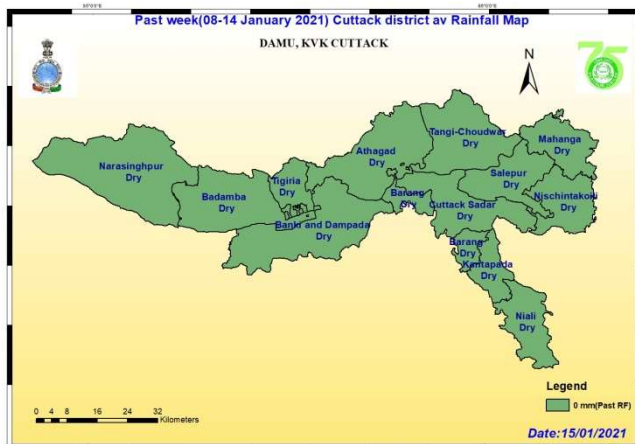 Past week(08-14 January 2021) Cuttack district av Rainfall Map
DAMU, KVK CUTTACK
N
75
Tangi-Choudwar
Dry
Mahanga
Dry
Athagad
Dry
Narasinghpur
Dry
Salepur
Dry
Tigiria
Dry
Badamba
Dry
Barang
Dry
Cuttack Sadar
Dry
Nischintakoili
Dry
Banki and Dampada
Dry
Barang
Dry
Kantapada
Dry
Niali
Dry
Legend
0 mm(Past RF)
0 4 8 16 24 32
Kilometers
Date:15/01/2021